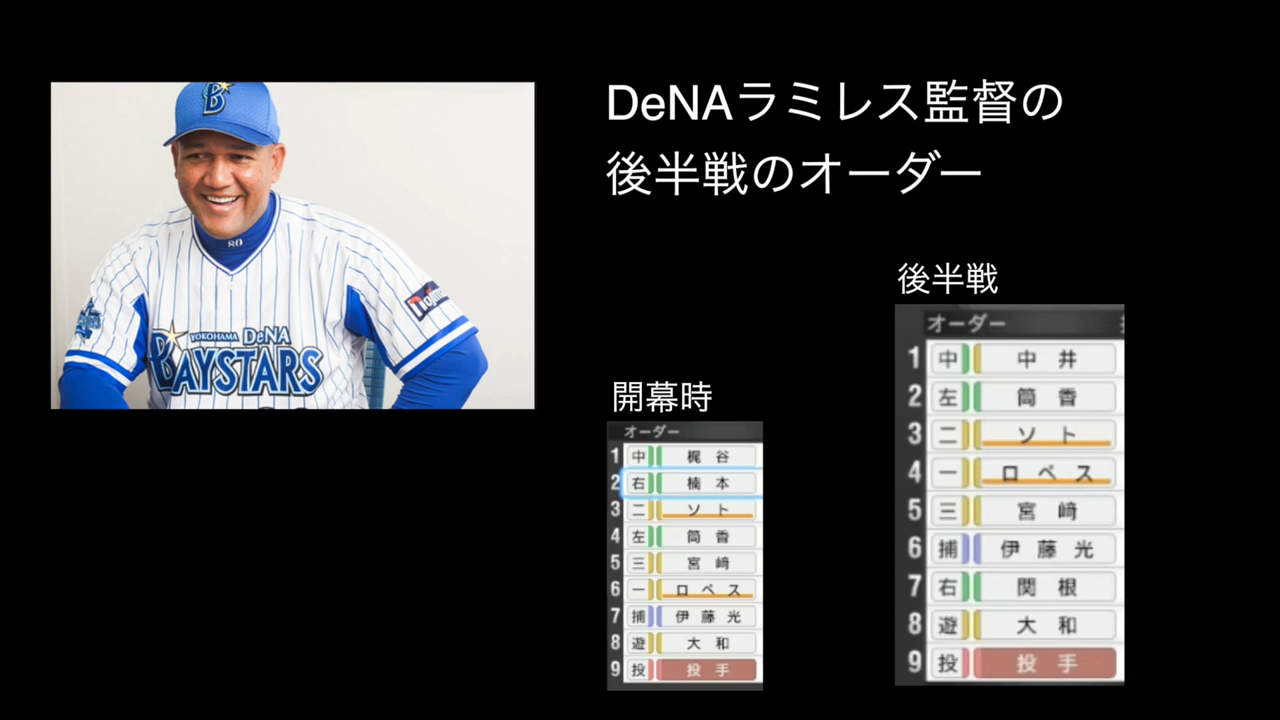 DeNAラミレス監督の
後半戦のオーダー
B
80
YOKOHAMA DeNA
BAYSTARS
開幕時
オーダー
1 中 梶谷
2 右 楠本
3 二 ソト
4 左 筒香
5 三 宮﨑
6 一 ロペス
7 捕 伊藤光
8 遊 大和
9 投 投手
後半戦
オーダー
1 中 中井
2 左 筒香
3 二 ソト
4 一 ロペス
5 三 宮﨑
6 捕 伊藤光
7 右 関根
8 遊 大和
9 投 投手